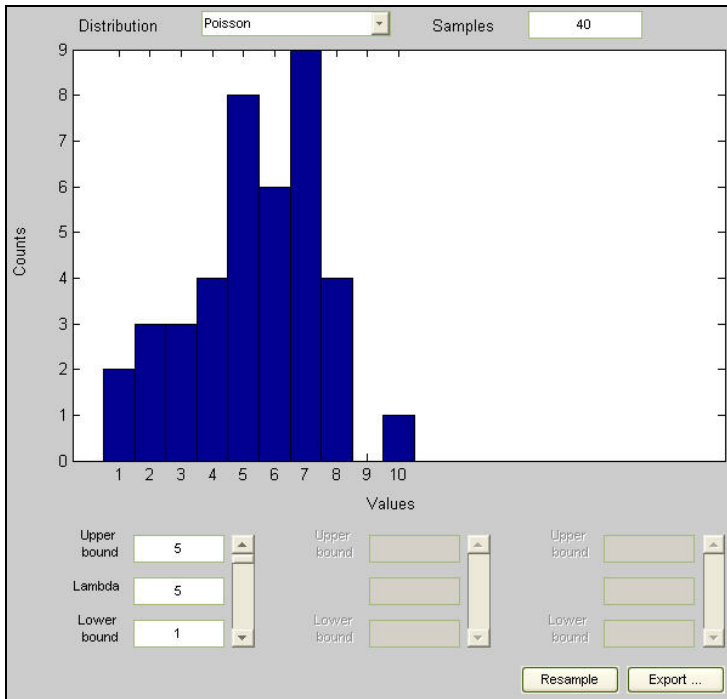 Distribution Poisson Samples 40
9
8
7
6
5
4
3
2
1
0
Counts
1 2 3 4 5 6 7 8 9 10
Values
Upper bound 5
Lambda 5
Lower bound 1
Upper bound
Lower bound
Upper bound
Lower bound
Resample Export ...